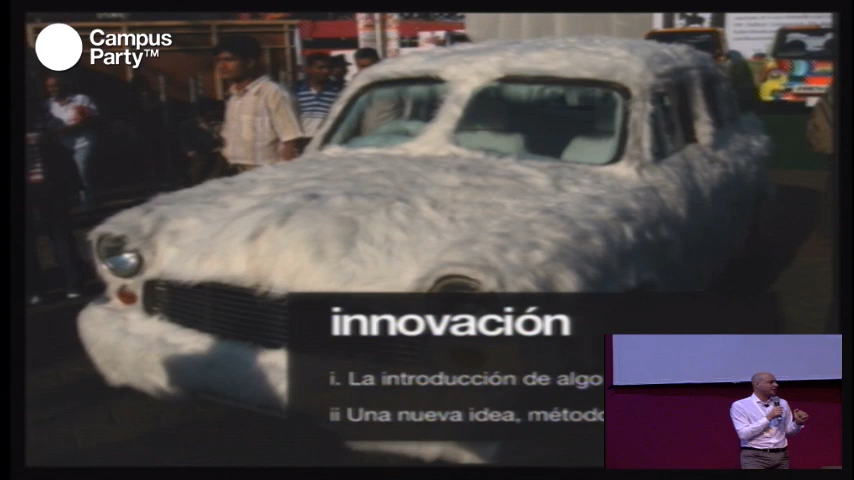 Campus
Party™
innovación
i. La introducción de algo
ii Una nueva idea, método